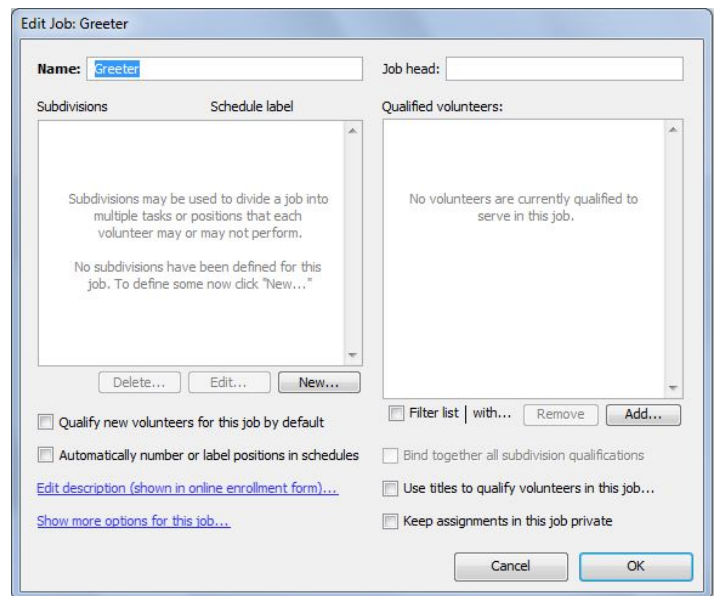 Edit Job: Greeter
Name: Greeter
Job head:
Subdivisions Schedule label
Qualified volunteers:
Subdivisions may be used to divide a job into
multiple tasks or positions that each
volunteer may or may not perform.
No subdivisions have been defined for this
job. To define some now click "New..."
No volunteers are currently qualified to
serve in this job.
Delete... Edit... New...
Filter list with... Remove Add...
Qualify new volunteers for this job by default
Automatically number or label positions in schedules
Bind together all subdivision qualifications
Edit description (shown in online enrollment form)...
Use titles to qualify volunteers in this job...
Show more options for this job...
Keep assignments in this job private
Cancel OK